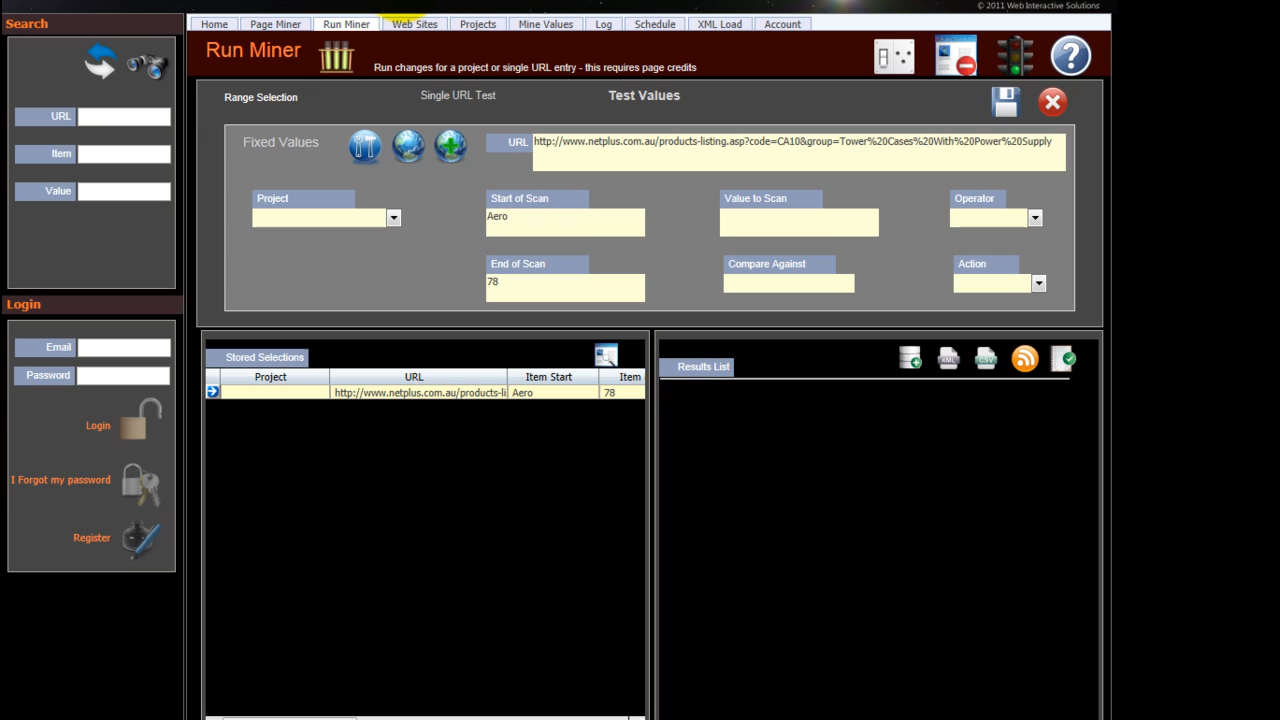 © 2011 Web Interactive Solutions
Search
URL
Item
Value
Login
Email
Password
Login
I Forgot my password
Register
Home Page Miner Run Miner Web Sites Projects Mine Values Log Schedule XML Load Account
Run Miner
Run changes for a project or single URL entry - this requires page credits
Range Selection Single URL Test Test Values
Fixed Values
URL http://www.netplus.com.au/products-listing.asp?code=CA10&group=Tower%20Cases%20With%20Power%20Supply
Project Start of Scan Value to Scan Operator
Aero
End of Scan Compare Against Action
78
Stored Selections
Project URL Item Start Item
http://www.netplus.com.au/products-li Aero 78
Results List
XML CSV